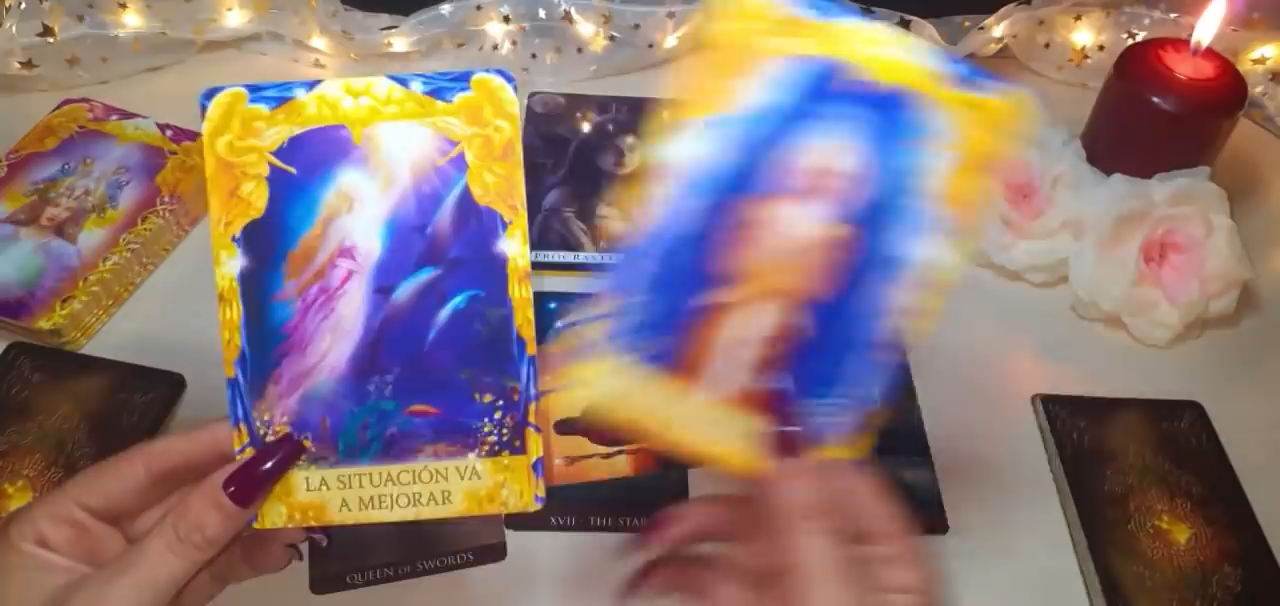 LA SITUACIÓN VA
A MEJORAR
XVII · THE STAR
QUEEN OF SWORDS